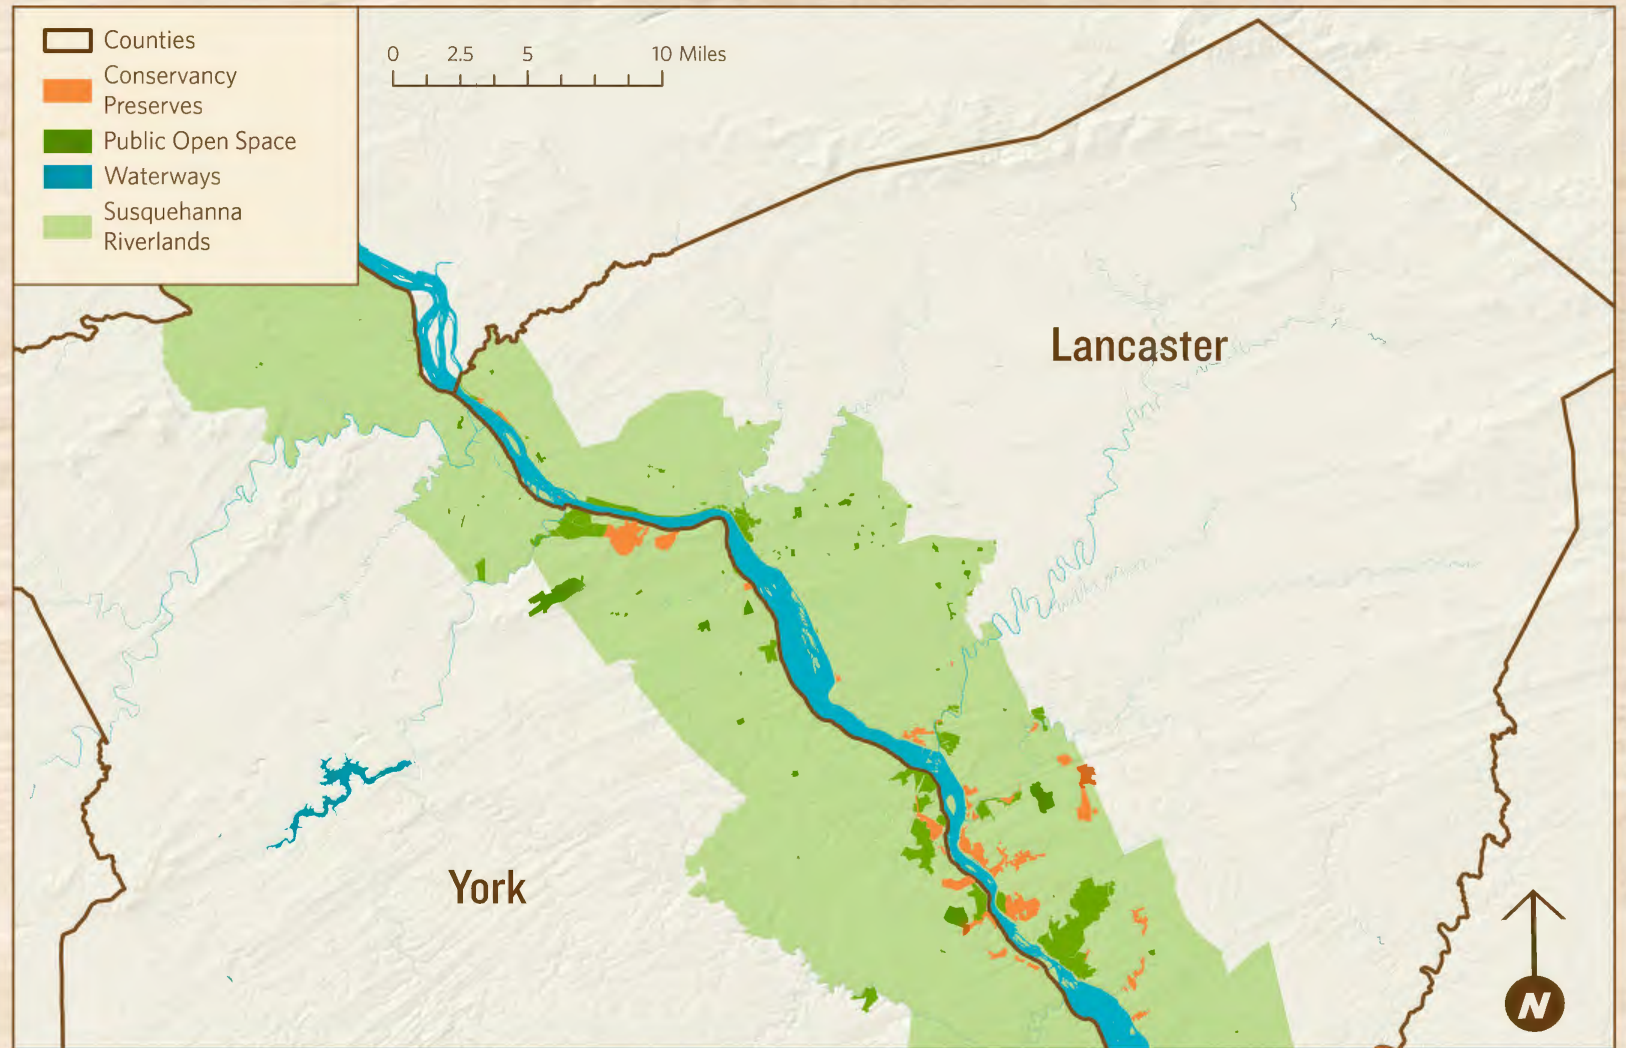 Counties
Conservancy
Preserves
Public Open Space
Waterways
Susquehanna
Riverlands
0 2.5 5 10 Miles
Lancaster
York
N